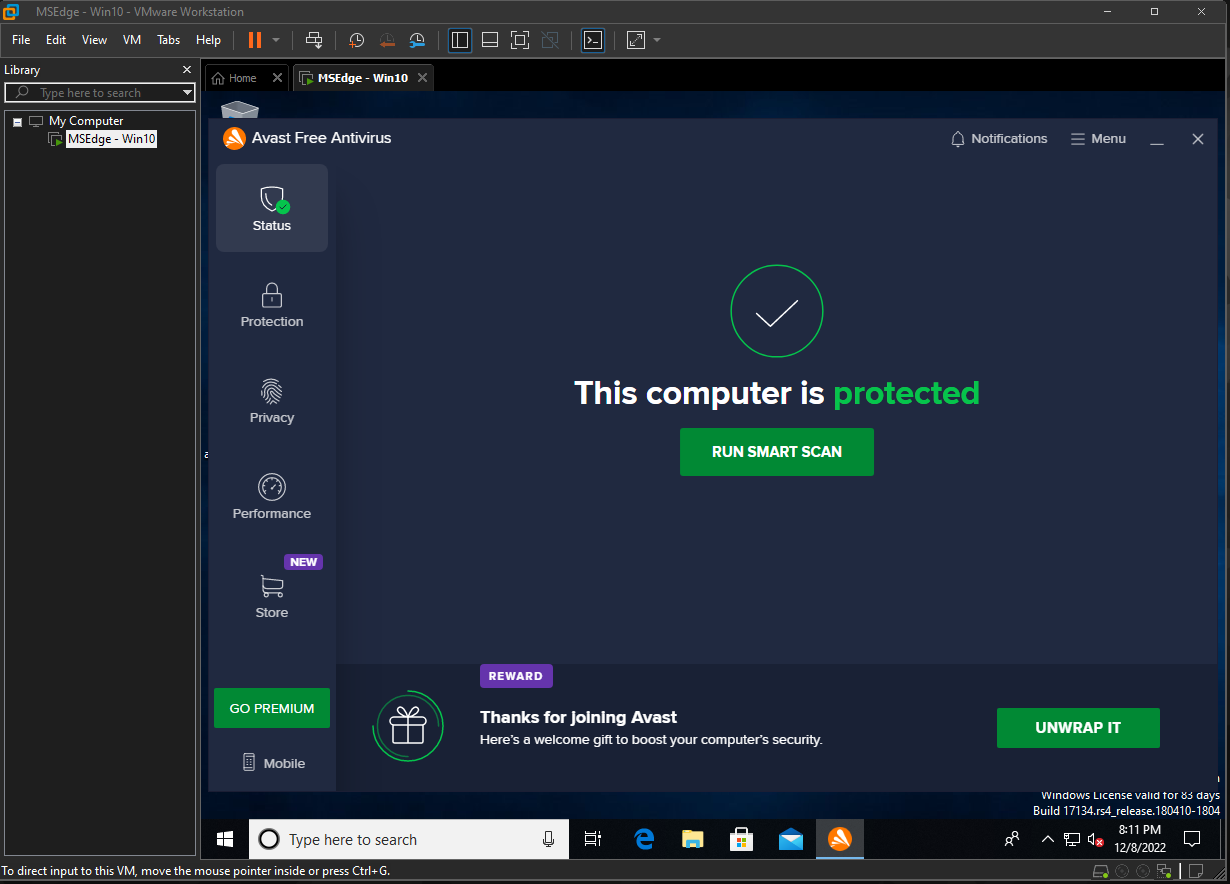 MSEdge - Win10 - VMware Workstation
File Edit View VM Tabs Help
Library
Type here to search
My Computer
MSEdge - Win10
Home
MSEdge - Win10
Avast Free Antivirus
Notifications
Menu
Status
Protection
Privacy
Performance
NEW
Store
GO PREMIUM
Mobile
This computer is protected
RUN SMART SCAN
REWARD
Thanks for joining Avast
Here's a welcome gift to boost your computer's security.
UNWRAP IT
Windows License valid for 83 days
Build 17134.rs4_release.180410-1804
Type here to search
8:11 PM
12/8/2022
To direct input to this VM, move the mouse pointer inside or press Ctrl+G.